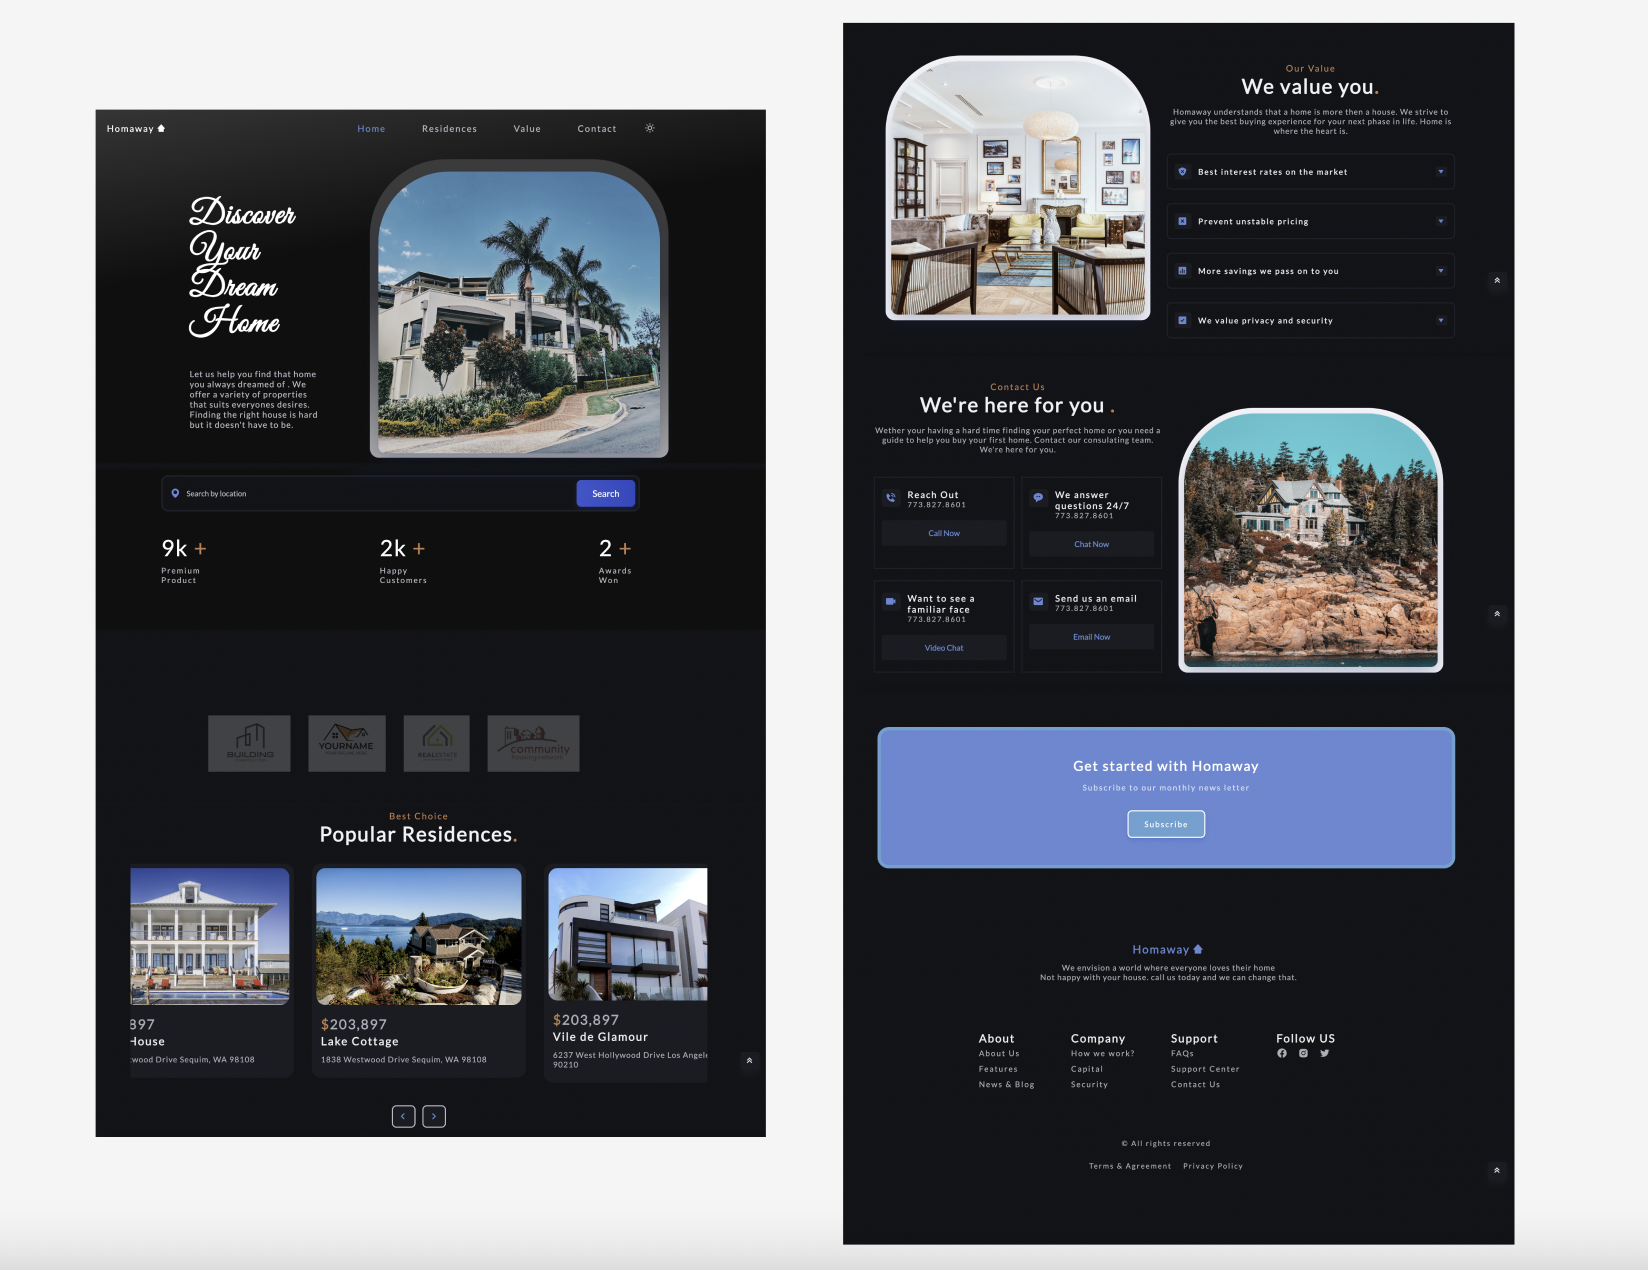 Homaway
Home Residences Value Contact
Discover
Your
Dream
Home
Let us help you find that home
you always dreamed of . We
offer a variety of properties
that suits everyones desires.
Finding the right house is hard
but it doesn't have to be.
Search by location
Search
9k +
Premium
Product
2k +
Happy
Customers
2 +
Awards
Won
BUILDING
YOURNAME
REALESTATE
community
housing network
Best Choice
Popular Residences.
897
House
wood Drive Sequim, WA 98108
$203,897
Lake Cottage
1838 Westwood Drive Sequim, WA 98108
$203,897
Vile de Glamour
6237 West Hollywood Drive Los Angele
90210
Our Value
We value you.
Homaway understands that a home is more then a house. We strive to
give you the best buying experience for your next phase in life. Home is
where the heart is.
Best interest rates on the market
Prevent unstable pricing
More savings we pass on to you
We value privacy and security
Contact Us
We're here for you .
Wether your having a hard time finding your perfect home or you need a
guide to help you buy your first home. Contact our consulating team.
We're here for you.
Reach Out
773.827.8601
Call Now
We answer
questions 24/7
773.827.8601
Chat Now
Want to see a
familiar face
773.827.8601
Video Chat
Send us an email
773.827.8601
Email Now
Get started with Homaway
Subscribe to our monthly news letter
Subscribe
Homaway
We envision a world where everyone loves their home
Not happy with your house. call us today and we can change that.
About
About Us
Features
News & Blog
Company
How we work?
Capital
Security
Support
FAQs
Support Center
Contact Us
Follow US
© All rights reserved
Terms & Agreement Privacy Policy